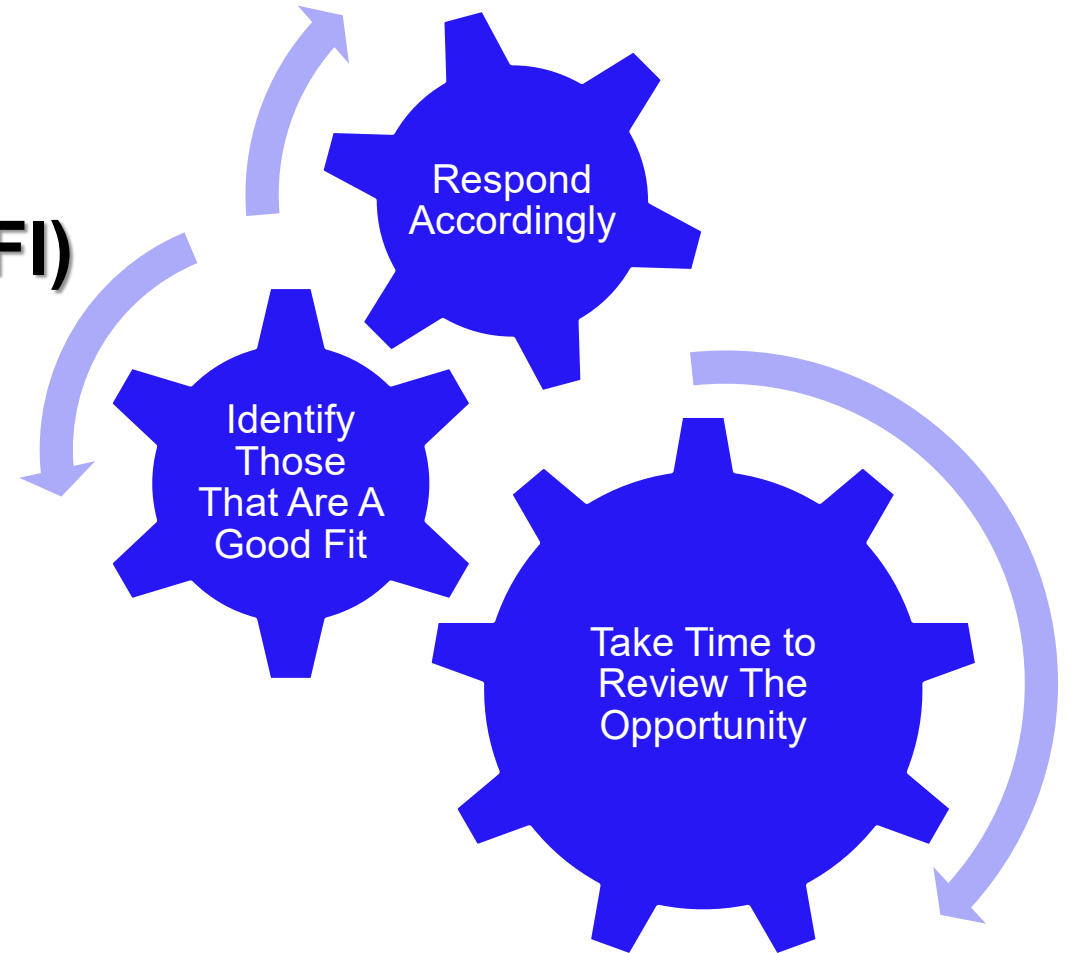 FI)
Respond
Accordingly
Identify
Those
That Are A
Good Fit
Take Time to
Review The
Opportunity